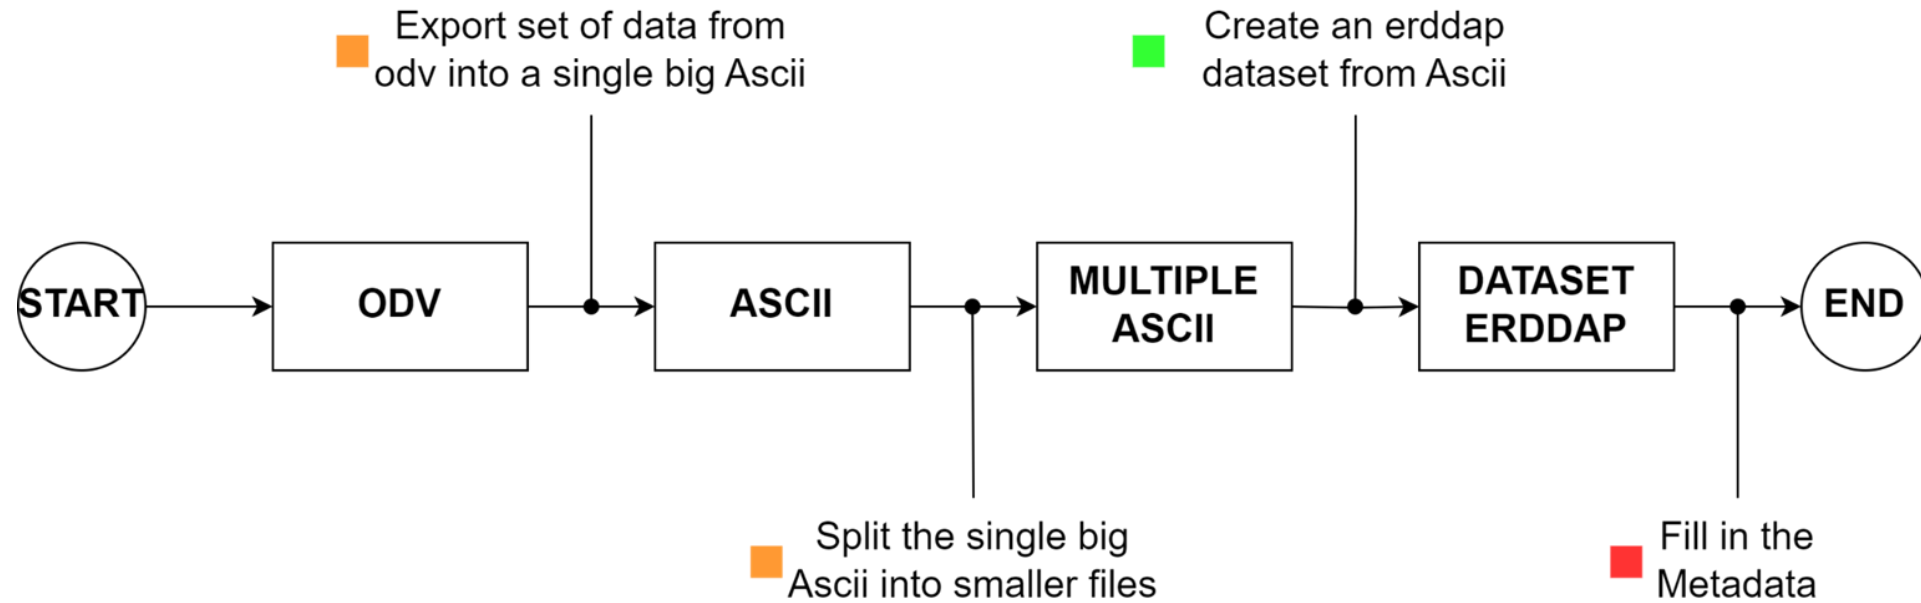 Export set of data from
odv into a single big Ascii
Create an erddap
dataset from Ascii
START
ODV
ASCII
MULTIPLE
ASCII
DATASET
ERDDAP
END
Split the single big
Ascii into smaller files
Fill in the
Metadata